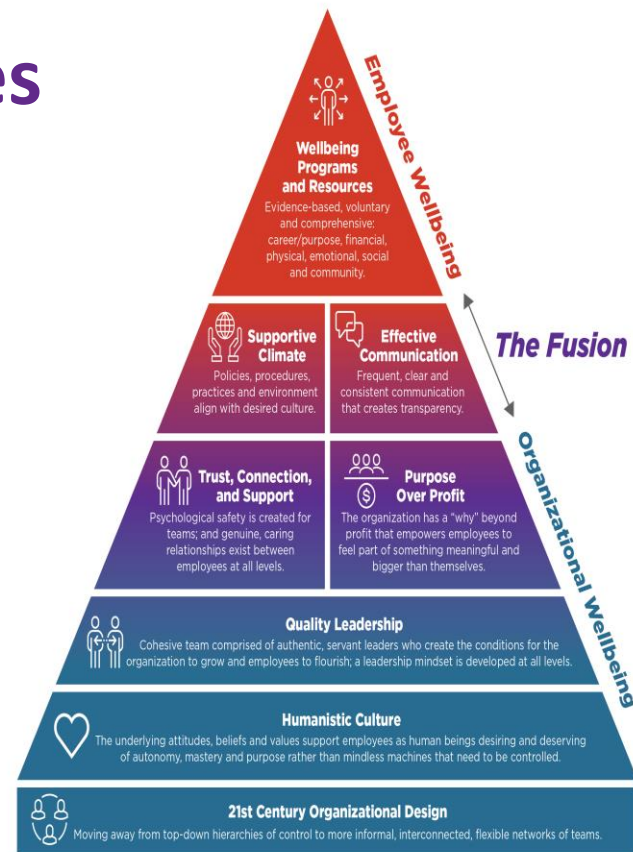 es
Employee Wellbeing
Wellbeing
Programs
and Resources
Evidence-based, voluntary
and comprehensive:
career/purpose, financial,
physical, emotional, social
and community.
The Fusion
Supportive
Climate
Policies, procedures,
practices and environment
align with desired culture.
Effective
Communication
Frequent, clear and
consistent communication
that creates transparency.
Organizational Wellbeing
Trust, Connection,
and Support
Psychological safety is created for
teams; and genuine, caring
relationships exist between
employees at all levels.
Purpose
Over Profit
The organization has a “why” beyond
profit that empowers employees to
feel part of something meaningful and
bigger than themselves.
Quality Leadership
Cohesive team comprised of authentic, servant leaders who create the conditions for the
organization to grow and employees to flourish; a leadership mindset is developed at all levels.
Humanistic Culture
The underlying attitudes, beliefs and values support employees as human beings desiring and deserving
of autonomy, mastery and purpose rather than mindless machines that need to be controlled.
21st Century Organizational Design
Moving away from top-down hierarchies of control to more informal, interconnected, flexible networks of teams.